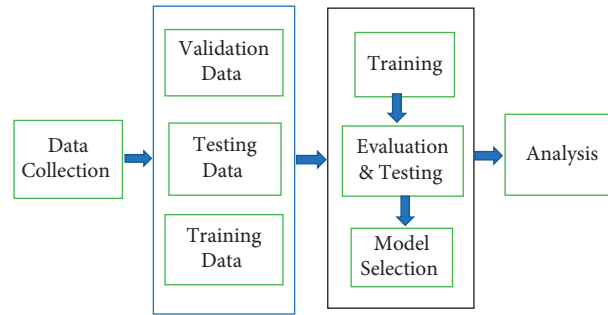 Data
Collection
Validation
Data
Testing
Data
Training
Data
Training
Evaluation
& Testing
Model
Selection
Analysis